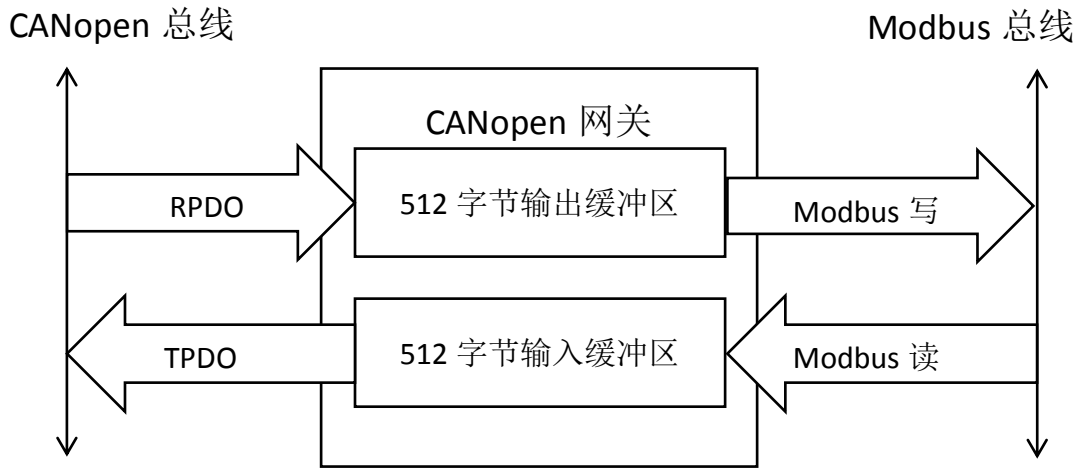 CANopen 总线
Modbus 总线
CANopen 网关
RPDO
512 字节输出缓冲区
Modbus 写
TPDO
512 字节输入缓冲区
Modbus 读